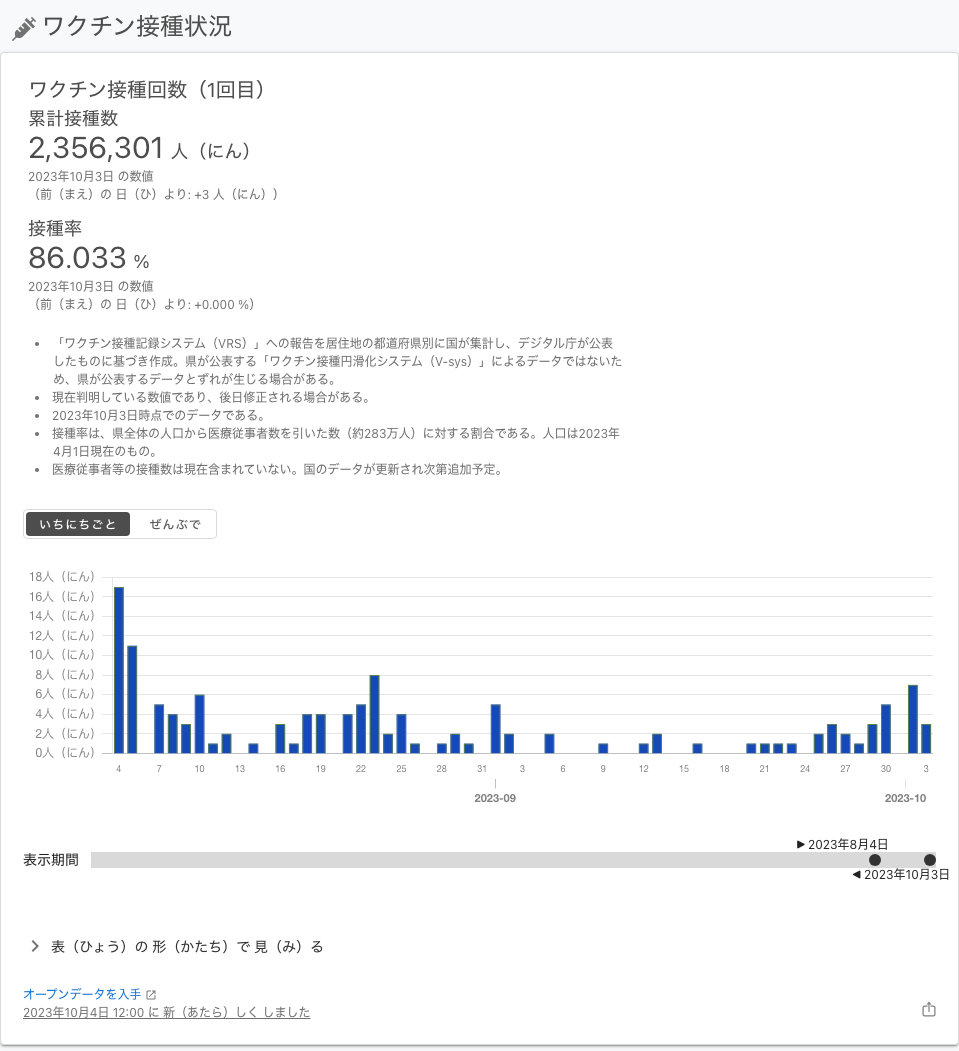 ワクチン接種状況
ワクチン接種回数（1回目）
累計接種数
2,356,301 人（にん）
2023年10月3日 の数値
（前（まえ）の 日（ひ）より: +3 人（にん））
接種率
86.033 %
2023年10月3日 の数値
（前（まえ）の 日（ひ）より: +0.000 %）
• 「ワクチン接種記録システム（VRS）」への報告を居住地の都道府県別に国が集計し、デジタル庁が公表
したものに基づき作成。県が公表する「ワクチン接種円滑化システム（V-sys）」によるデータではないた
め、県が公表するデータとずれが生じる場合がある。
• 現在判明している数値であり、後日修正される場合がある。
• 2023年10月3日時点でのデータである。
• 接種率は、県全体の人口から医療従事者数を引いた数（約283万人）に対する割合である。人口は2023年
4月1日現在のもの。
• 医療従事者等の接種数は現在含まれていない。国のデータが更新され次第追加予定。
いちにちごと ぜんぶで
18人（にん）
16人（にん）
14人（にん）
12人（にん）
10人（にん）
8人（にん）
6人（にん）
4人（にん）
2人（にん）
0人（にん）
4 7 10 13 16 19 22 25 28 31 3 6 9 12 15 18 21 24 27 30 3
2023-09 2023-10
2023年8月4日
表示期間
2023年10月3日
表（ひょう）の 形（かたち）で 見（み）る
オープンデータを入手
2023年10月4日 12:00 に 新（あたら）しく しました